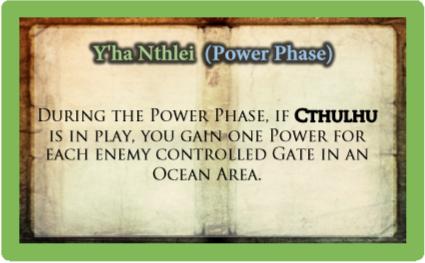 Y'ha Nthlei (Power Phase)
During the Power Phase, if Cthulhu
is in play, you gain one Power for
each enemy controlled Gate in an
Ocean Area.